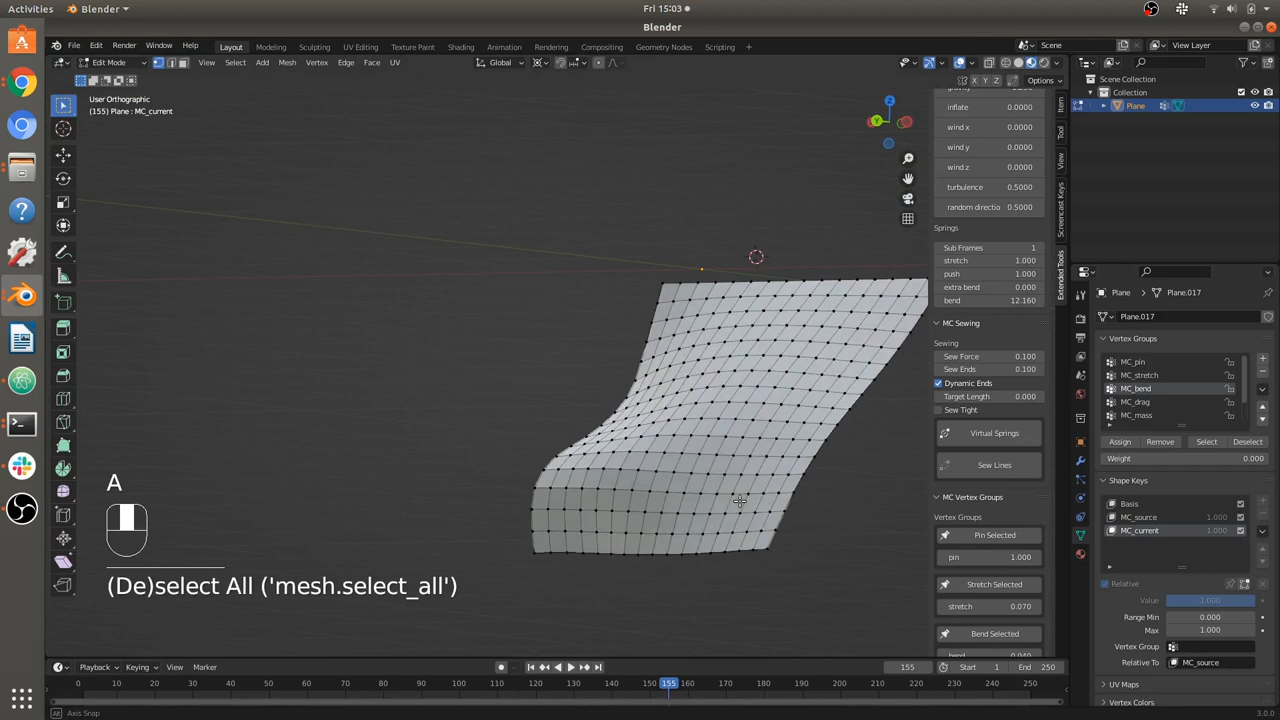 Activities
Blender
Fri 15:03
Blender
File Edit Render Window Help
Layout Modeling Sculpting UV Editing Texture Paint Shading Animation Rendering Compositing Geometry Nodes Scripting +
Scene
View Layer
Edit Mode
View Select Add Mesh Vertex Edge Face UV
Global
X Y Z Options
User Orthographic
(155) Plane : MC_current
Z
Y
inflate 0.0000
wind x 0.0000
wind y 0.0000
wind z 0.0000
turbulence 0.5000
random directio 0.5000
Springs
Sub Frames 1
stretch 1.000
push 1.000
extra bend 0.000
bend 12.160
MC Sewing
Sewing
Sew Force 0.100
Sew Ends 0.100
Dynamic Ends
Target Length 0.000
Sew Tight
Virtual Springs
Sew Lines
MC Vertex Groups
Vertex Groups
Pin Selected
pin 1.000
Stretch Selected
stretch 0.070
Bend Selected
Item
Tool
View
Screencast Keys
Extended Tools
Scene Collection
Collection
Plane
Plane Plane.017
Plane.017
Vertex Groups
MC_pin
MC_stretch
MC_bend
MC_drag
MC_mass
Assign Remove Select Deselect
Weight 0.000
Shape Keys
Basis
MC_source 1.000
MC_current 1.000
Relative
Value 1.000
Range Min 0.000
Max 1.000
Vertex Group
Relative To MC_source
UV Maps
Vertex Colors
A
(De)select All ('mesh.select_all')
Playback Keying View Marker
155 Start 1 End 250
0 10 20 30 40 50 60 70 80 90 100 110 120 130 140 150 155 160 170 180 190 200 210 220 230 240 250
Alt Axis Snap
3.0.0